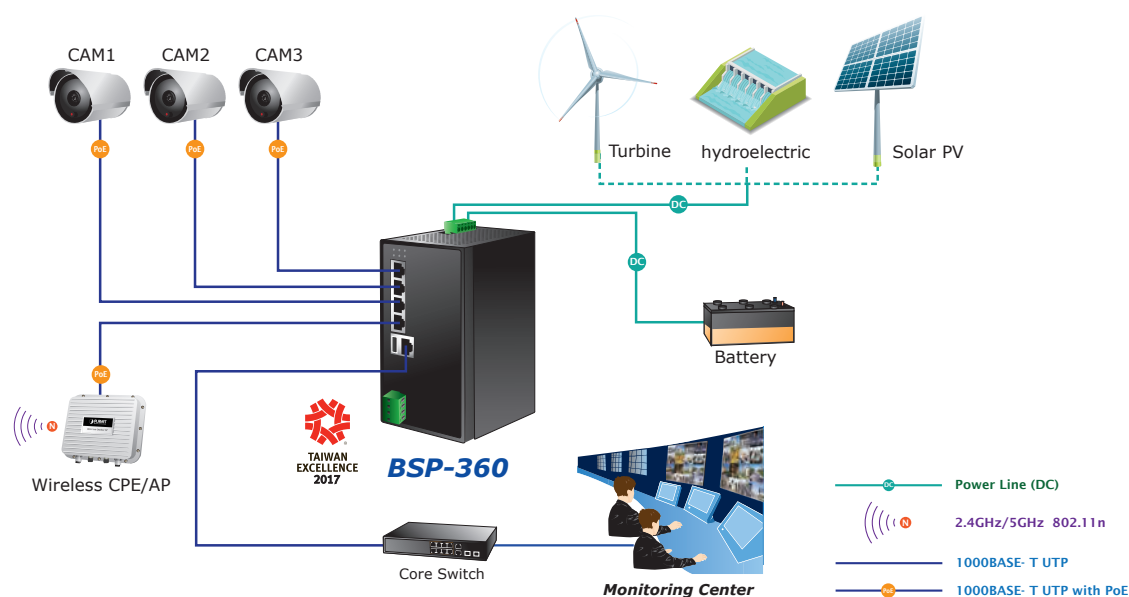 CAM1
CAM2
CAM3
PoE
PoE
PoE
Turbine
hydroelectric
Solar PV
DC
DC
Battery
PoE
N
PLANET
Wireless CPE/AP
TAIWAN
EXCELLENCE
2017
BSP-360
Core Switch
Monitoring Center
DC
Power Line (DC)
N
2.4GHz/5GHz 802.11n
1000BASE- T UTP
PoE
1000BASE- T UTP with PoE